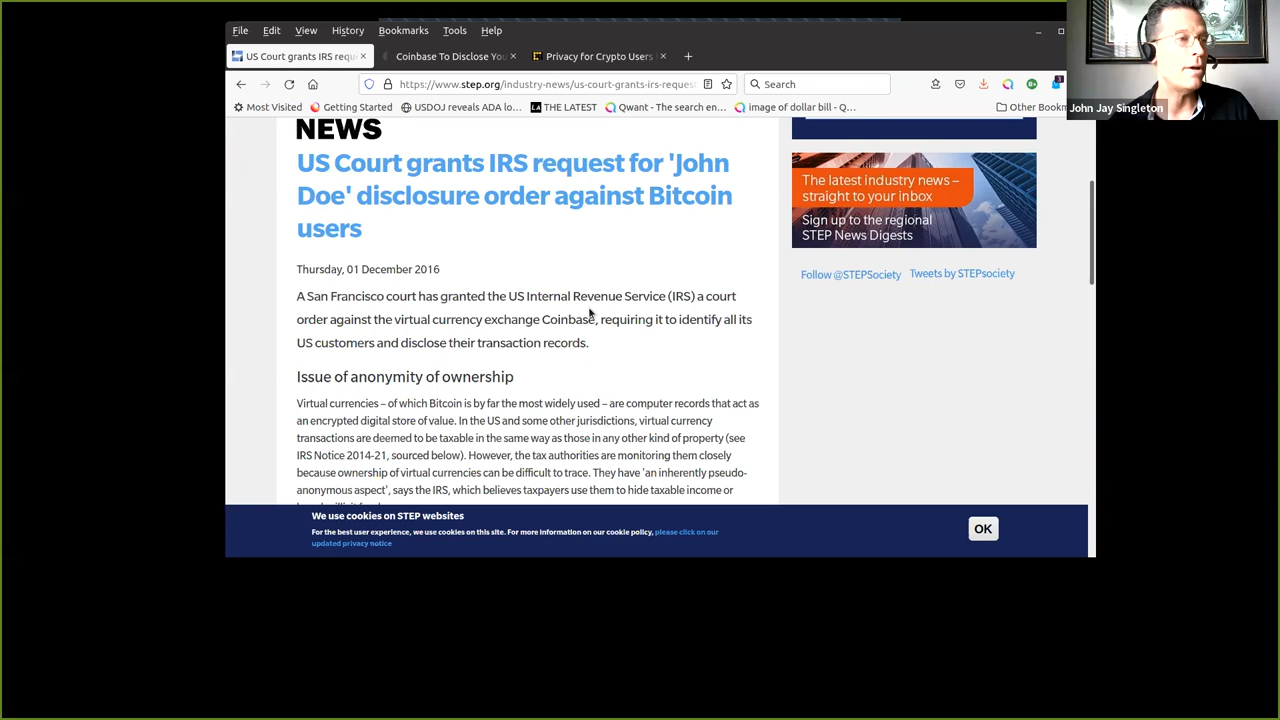 File Edit View History Bookmarks Tools Help
US Court grants IRS requ
Coinbase To Disclose You
Privacy for Crypto Users
https://www.step.org/industry-news/us-court-grants-irs-request
Search
Most Visited
Getting Started
USDOJ reveals ADA lo...
THE LATEST
Qwant - The search en...
image of dollar bill - Q...
Other Bookm
John Jay Singleton
NEWS
US Court grants IRS request for 'John
Doe' disclosure order against Bitcoin
users
Thursday, 01 December 2016
A San Francisco court has granted the US Internal Revenue Service (IRS) a court
order against the virtual currency exchange Coinbase, requiring it to identify all its
US customers and disclose their transaction records.
Issue of anonymity of ownership
Virtual currencies – of which Bitcoin is by far the most widely used – are computer records that act as
an encrypted digital store of value. In the US and some other jurisdictions, virtual currency
transactions are deemed to be taxable in the same way as those in any other kind of property (see
IRS Notice 2014-21, sourced below). However, the tax authorities are monitoring them closely
because ownership of virtual currencies can be difficult to trace. They have 'an inherently pseudo-
anonymous aspect', says the IRS, which believes taxpayers use them to hide taxable income or
The latest industry news –
straight to your inbox
Sign up to the regional
STEP News Digests
Follow @STEPSociety
Tweets by STEPsociety
We use cookies on STEP websites
For the best user experience, we use cookies on this site. For more information on our cookie policy, please click on our
updated privacy notice
OK